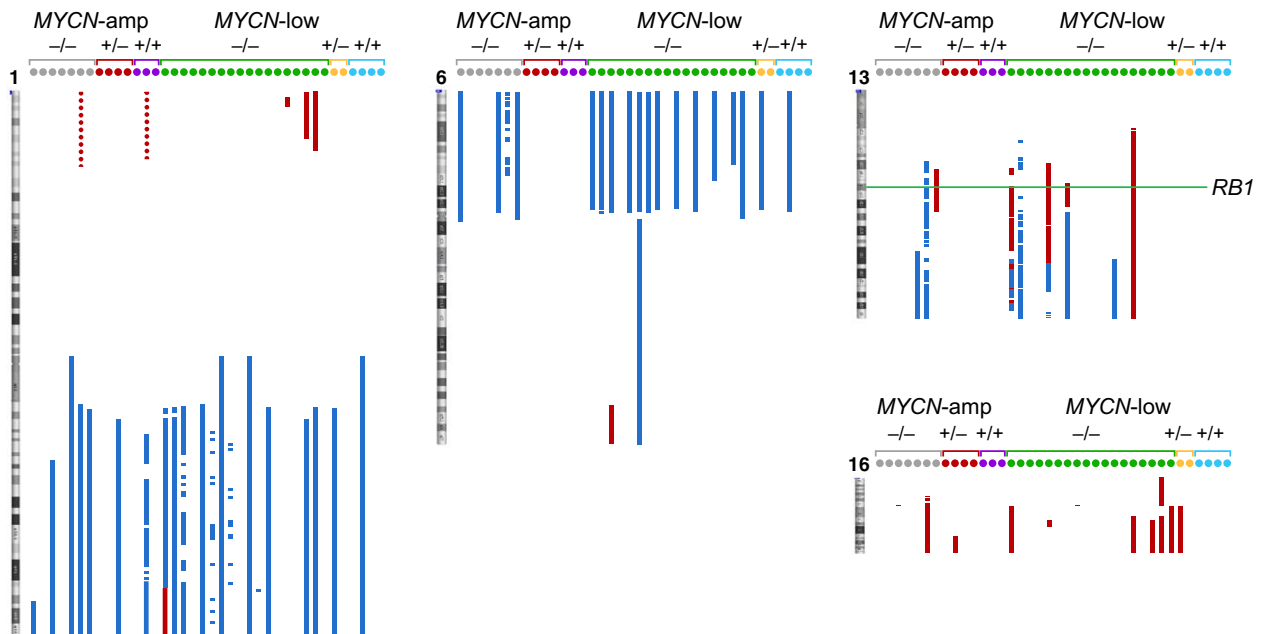 MYCN-amp MYCN-low
–/– +/– +/+ –/– +/– +/+
1
MYCN-amp MYCN-low
–/– +/– +/+ –/– +/– +/+
6
MYCN-amp MYCN-low
–/– +/– +/+ –/– +/– +/+
13
RB1
MYCN-amp MYCN-low
–/– +/– +/+ –/– +/– +/+
16